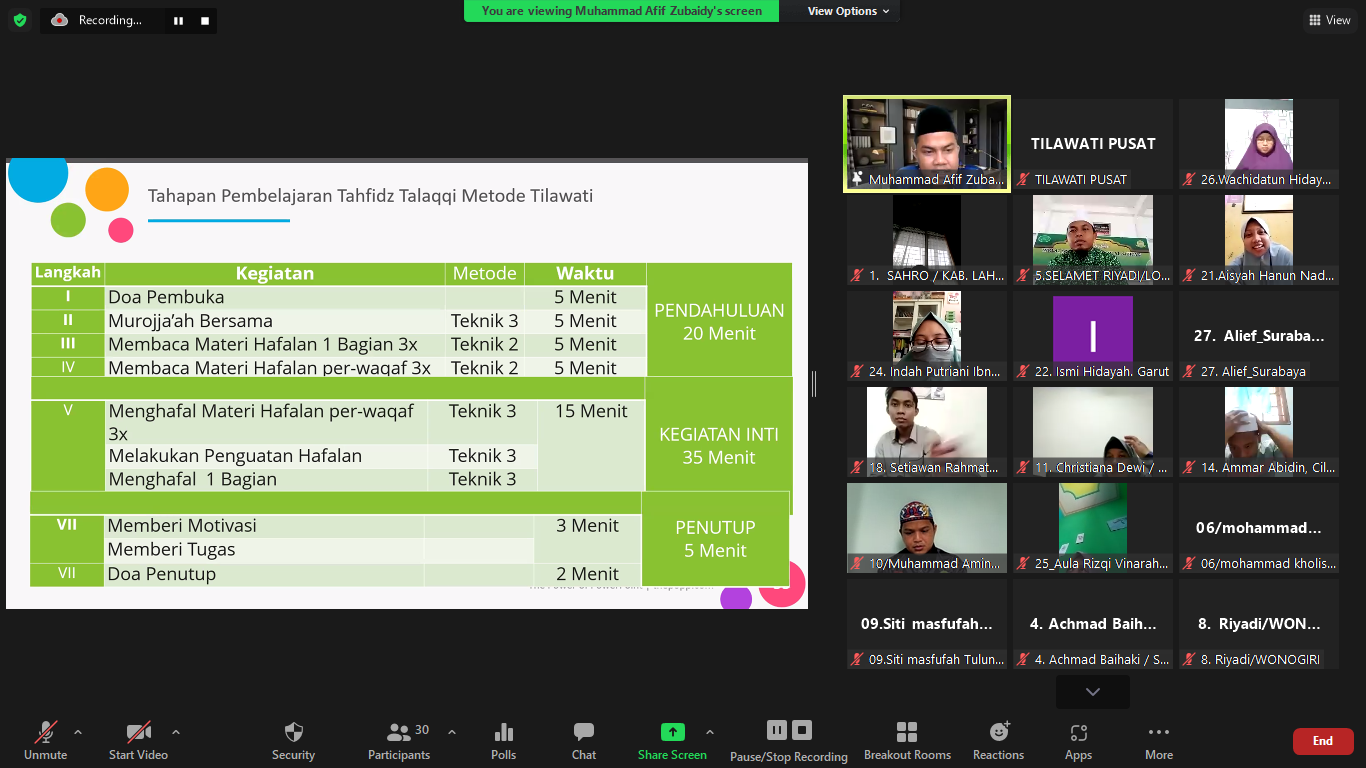 Recording...
You are viewing Muhammad Afif Zubaidy's screen
View Options
View
Tahapan Pembelajaran Tahfidz Talaqqi Metode Tilawati
Langkah Kegiatan Metode Waktu
I Doa Pembuka 5 Menit
II Murojja'ah Bersama Teknik 3 5 Menit
III Membaca Materi Hafalan 1 Bagian 3x Teknik 2 5 Menit
IV Membaca Materi Hafalan per-waqaf 3x Teknik 2 5 Menit
PENDAHULUAN
20 Menit
V Menghafal Materi Hafalan per-waqaf Teknik 3 15 Menit
3x
Melakukan Penguatan Hafalan Teknik 3
Menghafal 1 Bagian Teknik 3
KEGIATAN INTI
35 Menit
VII Memberi Motivasi 3 Menit
Memberi Tugas
VII Doa Penutup 2 Menit
PENUTUP
5 Menit
Muhammad Afif Zuba...
TILAWATI PUSAT
TILAWATI PUSAT
26.Wachidatun Hiday...
1. SAHRO / KAB. LAH...
5.SELAMET RIYADI/LO...
21.Aisyah Hanun Nad...
24. Indah Putriani Ibn...
I
22. Ismi Hidayah. Garut
27. Alief_Suraba...
27. Alief_Surabaya
18. Setiawan Rahmat...
11. Christiana Dewi / ...
14. Ammar Abidin, Cil...
10/Muhammad Amin...
25_Aula Rizqi Vinarah...
06/mohammad...
06/mohammad kholis...
09.Siti masfufah...
09.Siti masfufah Tulun...
4. Achmad Baih...
4. Achmad Baihaki / S...
8. Riyadi/WON...
8. Riyadi/WONOGIRI
Unmute
Start Video
Security
30
Participants
Polls
Chat
Share Screen
Pause/Stop Recording
Breakout Rooms
Reactions
Apps
More
End